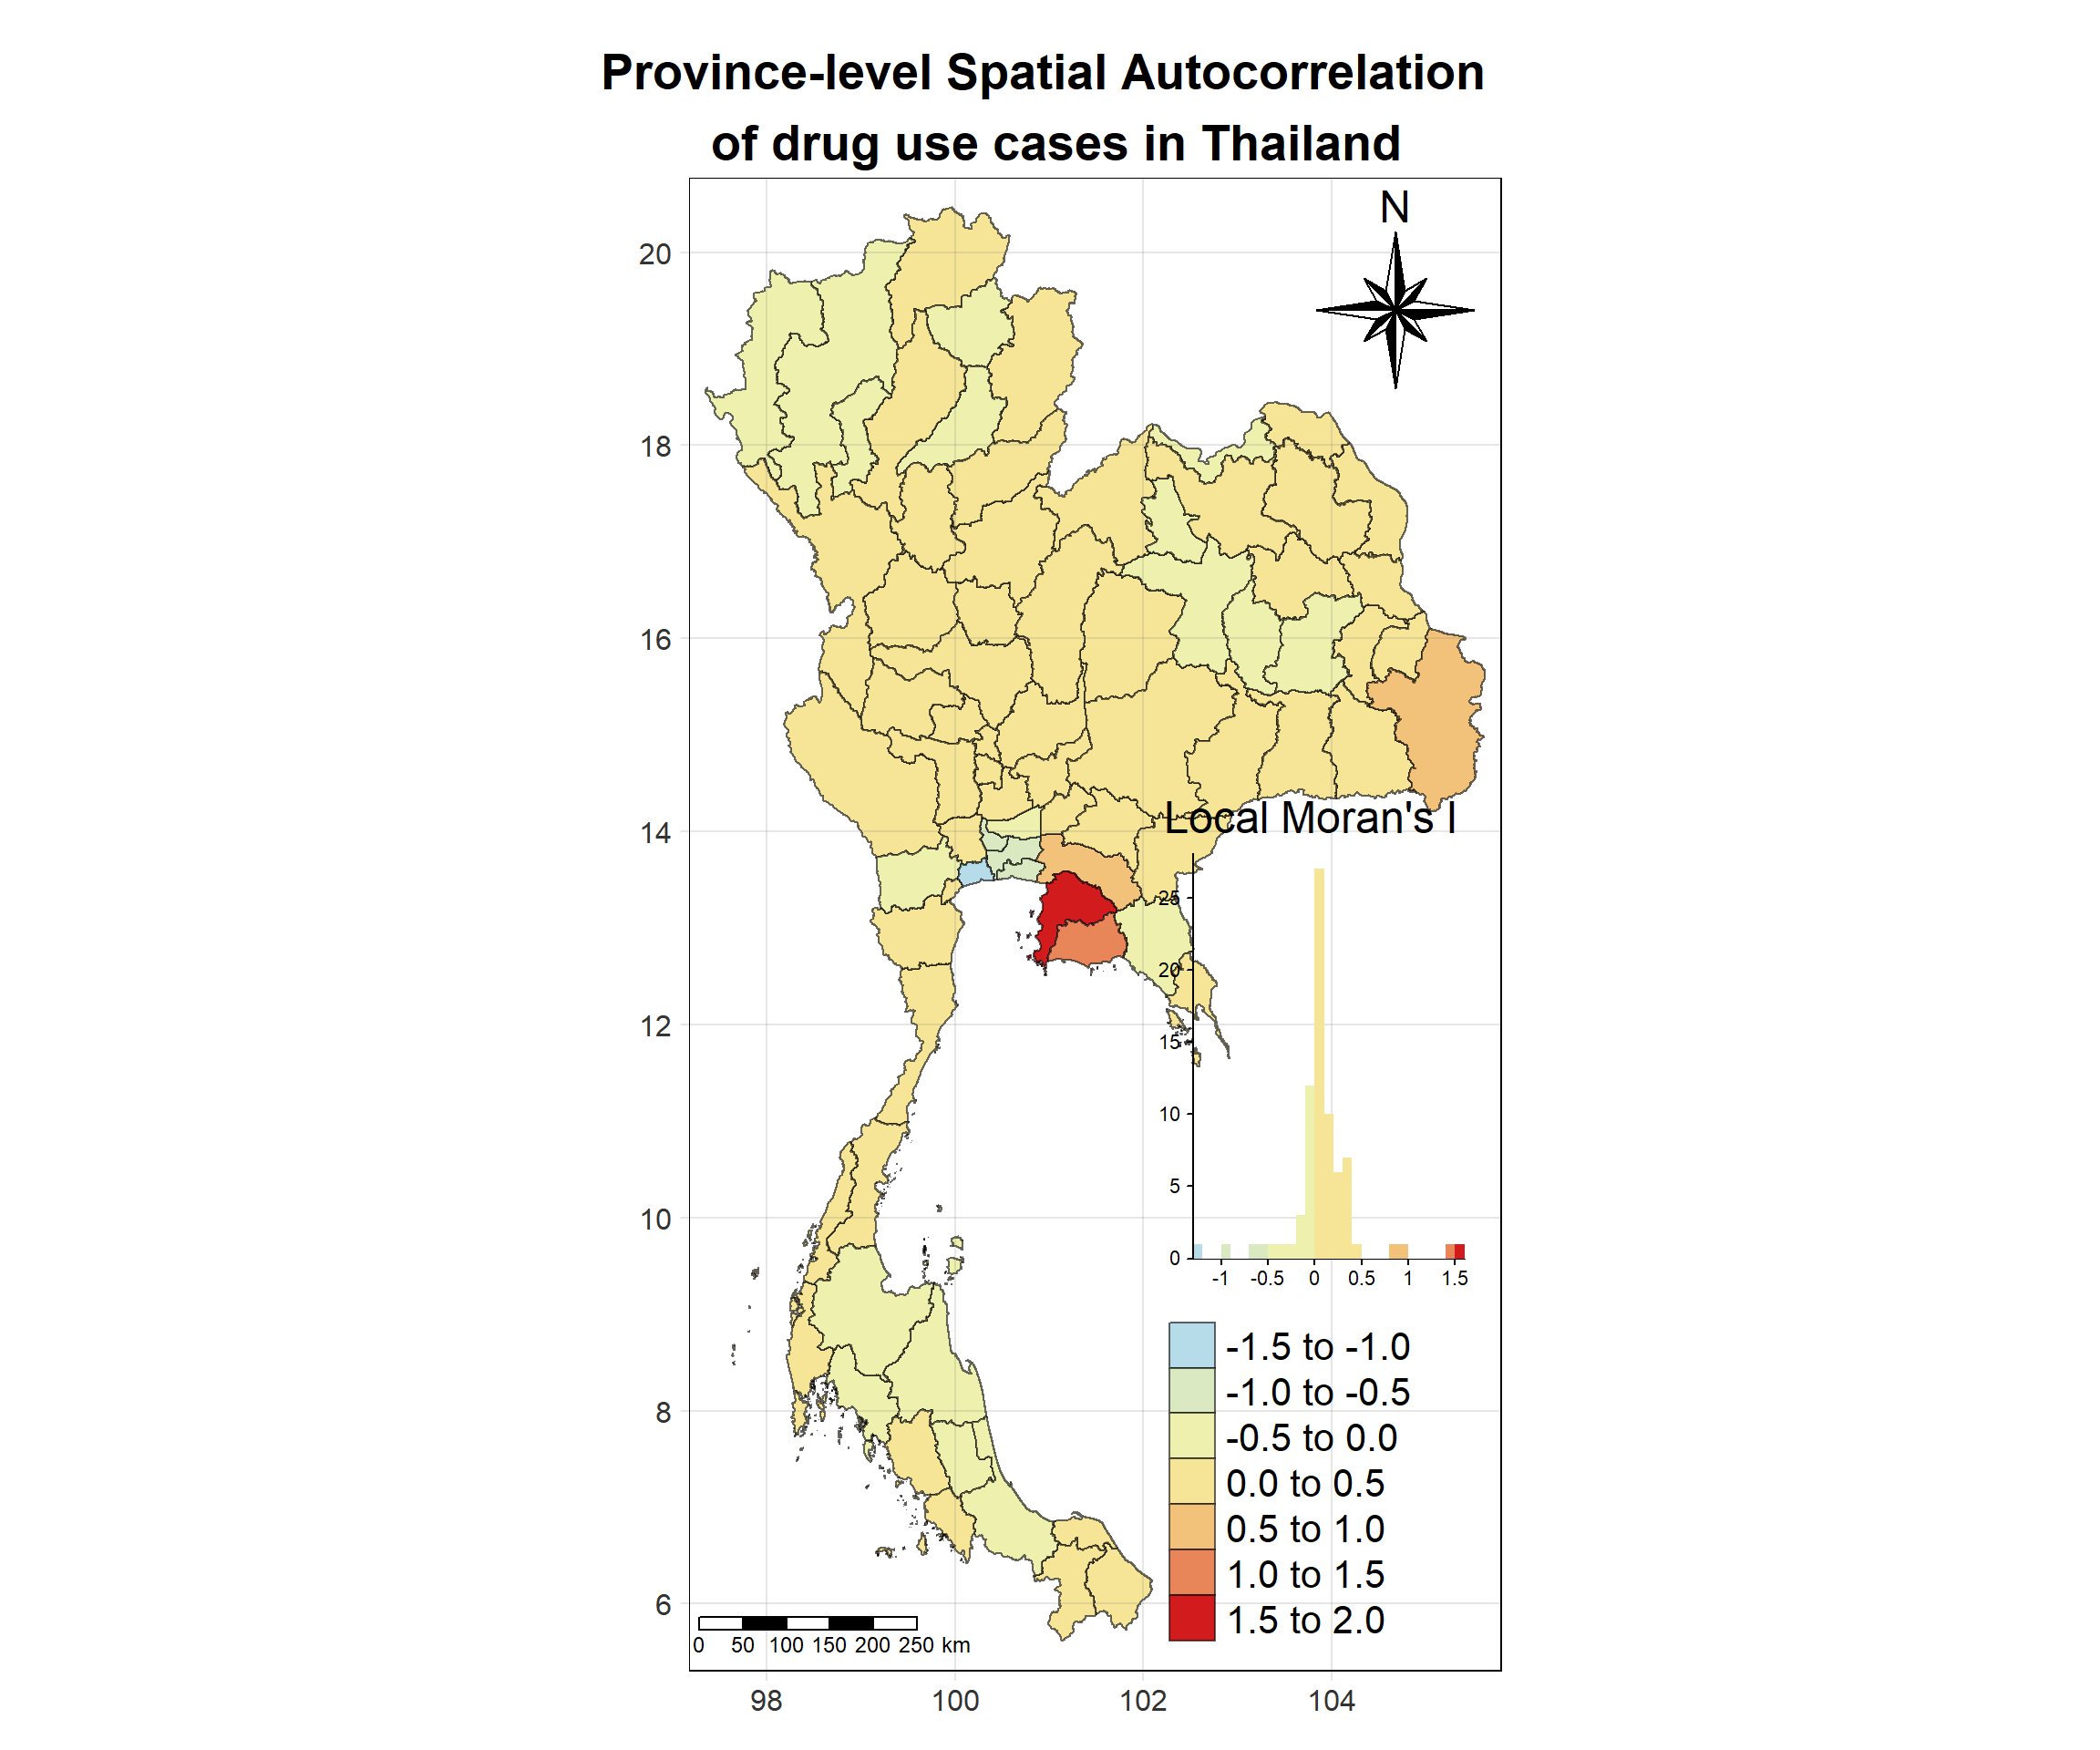 Province-level Spatial Autocorrelation
of drug use cases in Thailand
N
20
18
16
14
12
10
8
6
98 100 102 104
Local Moran's I
25
20
15
10
5
0
-1 -0.5 0 0.5 1 1.5
-1.5 to -1.0
-1.0 to -0.5
-0.5 to 0.0
0.0 to 0.5
0.5 to 1.0
1.0 to 1.5
1.5 to 2.0
0 50 100 150 200 250 km